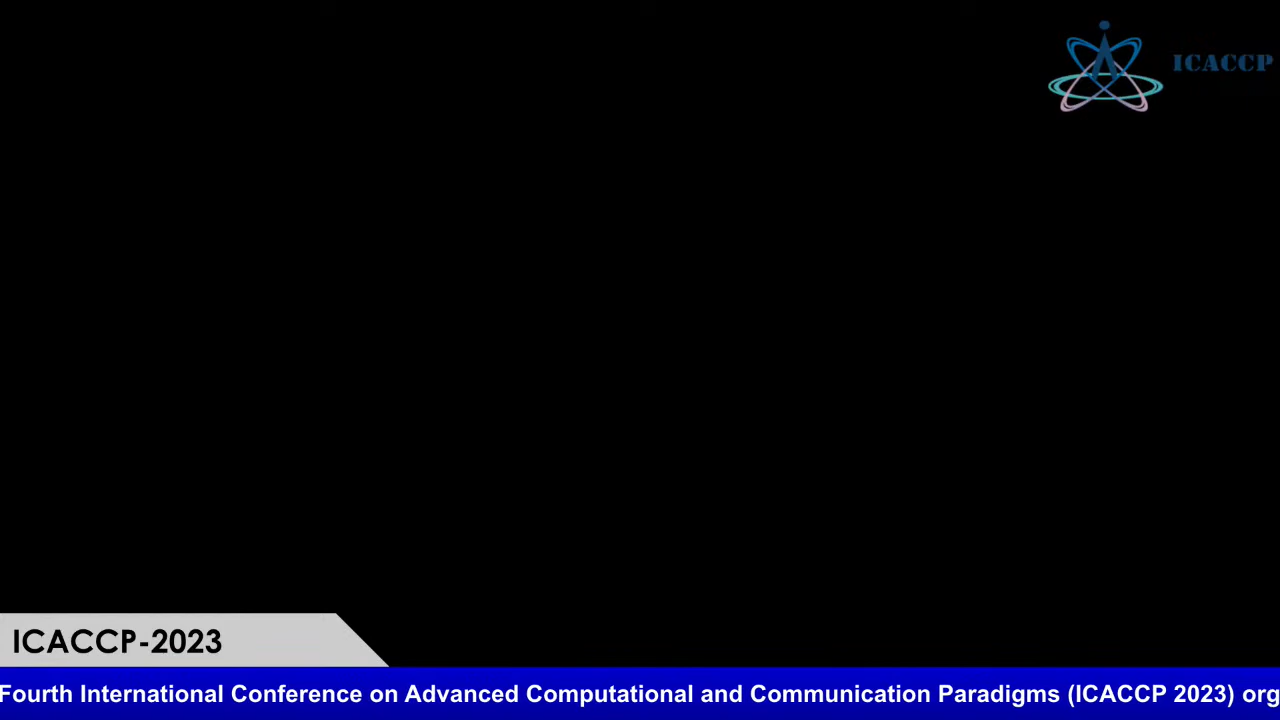 ICACCP
ICACCP-2023
Fourth International Conference on Advanced Computational and Communication Paradigms (ICACCP 2023) org